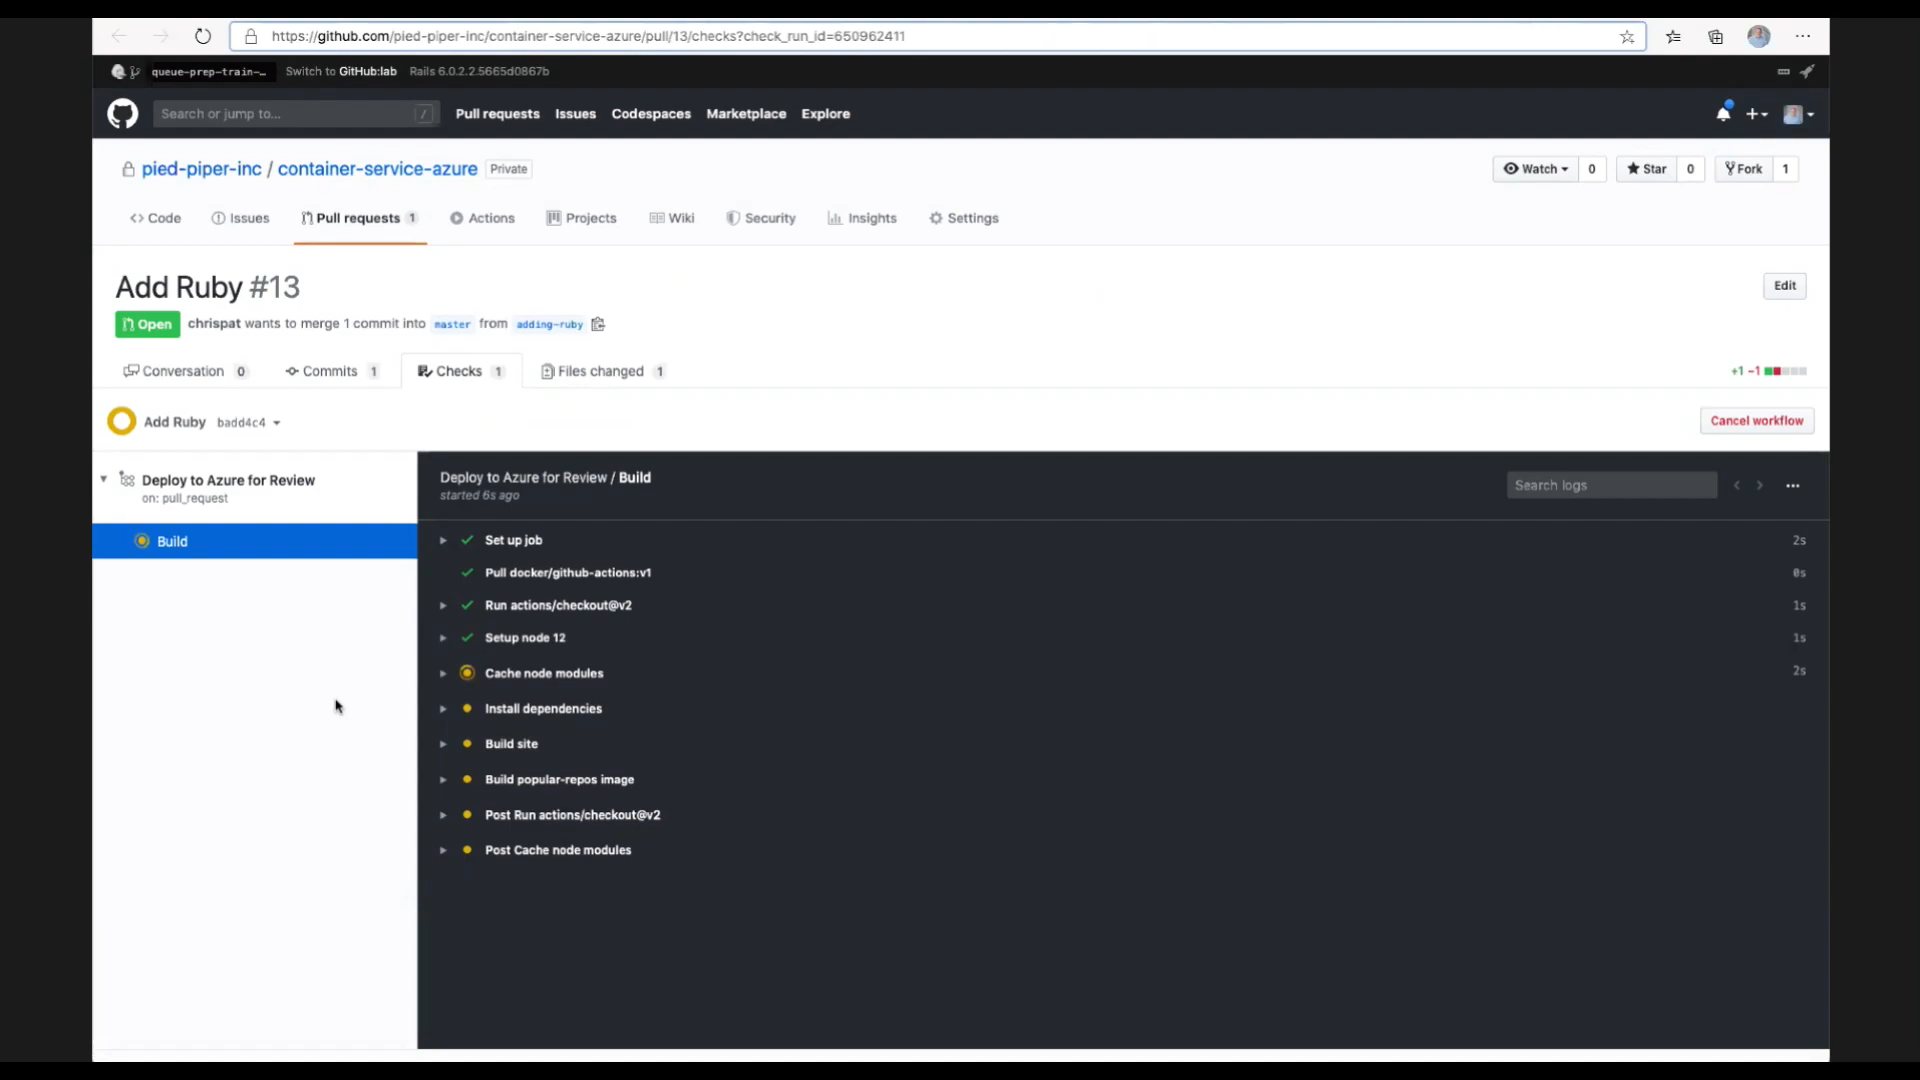 https://github.com/pied-piper-inc/container-service-azure/pull/13/checks?check_run_id=650962411
queue-prep-train-… Switch to GitHub:lab Rails 6.0.2.2.5665d0867b
Search or jump to... / Pull requests Issues Codespaces Marketplace Explore
pied-piper-inc / container-service-azure Private Watch 0 Star 0 Fork 1
Code Issues Pull requests 1 Actions Projects Wiki Security Insights Settings
Add Ruby #13 Edit
Open chrispat wants to merge 1 commit into master from adding-ruby
Conversation 0 Commits 1 Checks 1 Files changed 1 +1 −1
Add Ruby badd4c4 Cancel workflow
Deploy to Azure for Review
on: pull_request
Build
Deploy to Azure for Review / Build
started 6s ago
Search logs
Set up job 2s
Pull docker/github-actions:v1 0s
Run actions/checkout@v2 1s
Setup node 12 1s
Cache node modules 2s
Install dependencies
Build site
Build popular-repos image
Post Run actions/checkout@v2
Post Cache node modules